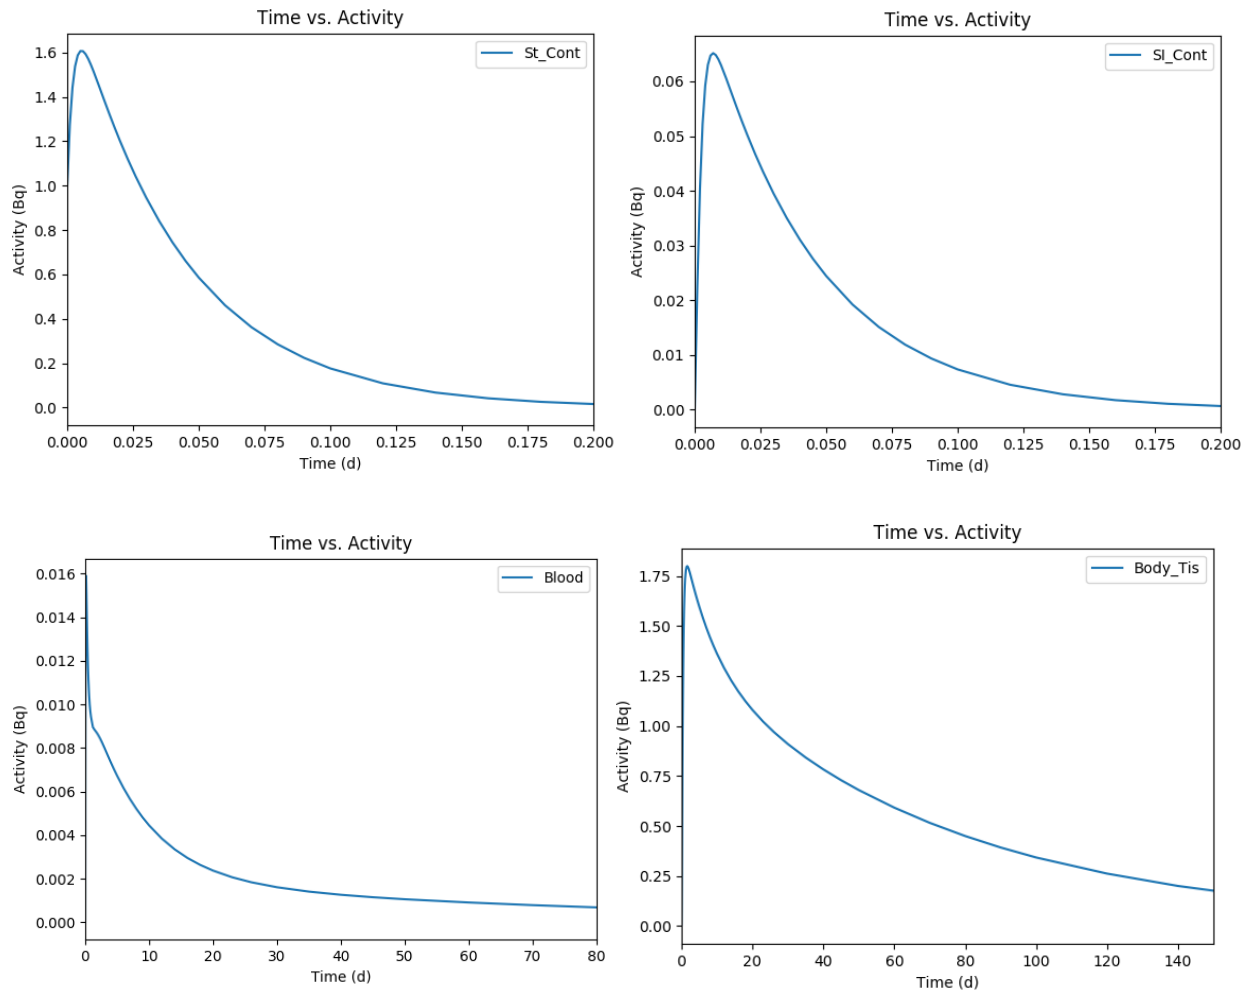 Time vs. Activity
St_Cont
Activity (Bq)
1.6
1.4
1.2
1.0
0.8
0.6
0.4
0.2
0.0
0.000 0.025 0.050 0.075 0.100 0.125 0.150 0.175 0.200
Time (d)
Time vs. Activity
SI_Cont
Activity (Bq)
0.06
0.05
0.04
0.03
0.02
0.01
0.00
0.000 0.025 0.050 0.075 0.100 0.125 0.150 0.175 0.200
Time (d)
Time vs. Activity
Blood
Activity (Bq)
0.016
0.014
0.012
0.010
0.008
0.006
0.004
0.002
0.000
0 10 20 30 40 50 60 70 80
Time (d)
Time vs. Activity
Body_Tis
Activity (Bq)
1.75
1.50
1.25
1.00
0.75
0.50
0.25
0.00
0 20 40 60 80 100 120 140
Time (d)